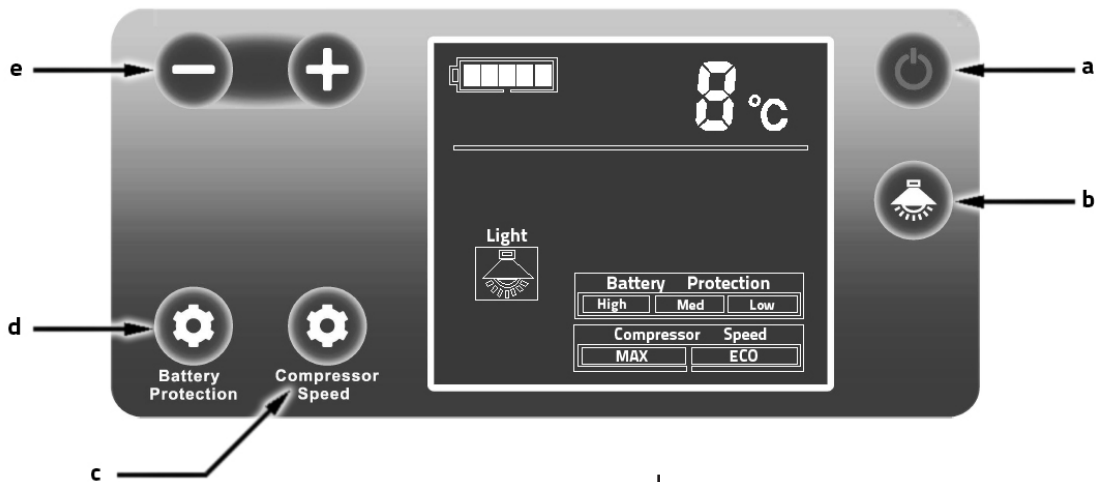 e
a
8 °C
b
Light
Battery Protection
High Med Low
Compressor Speed
MAX ECO
d
Battery
Protection
Compressor
Speed
c